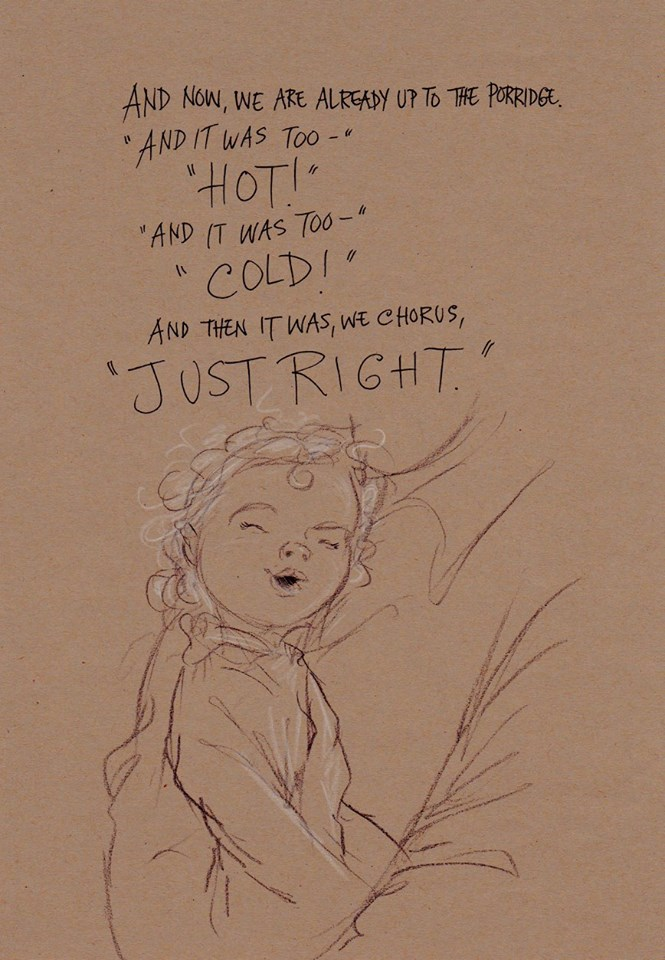 AND NOW, WE ARE ALREADY UP TO THE PORRIDGE.
"AND IT WAS TOO -"
"HOT!"
"AND IT WAS TOO -"
"COLD!"
AND THEN IT WAS, WE CHORUS,
"JUST RIGHT."